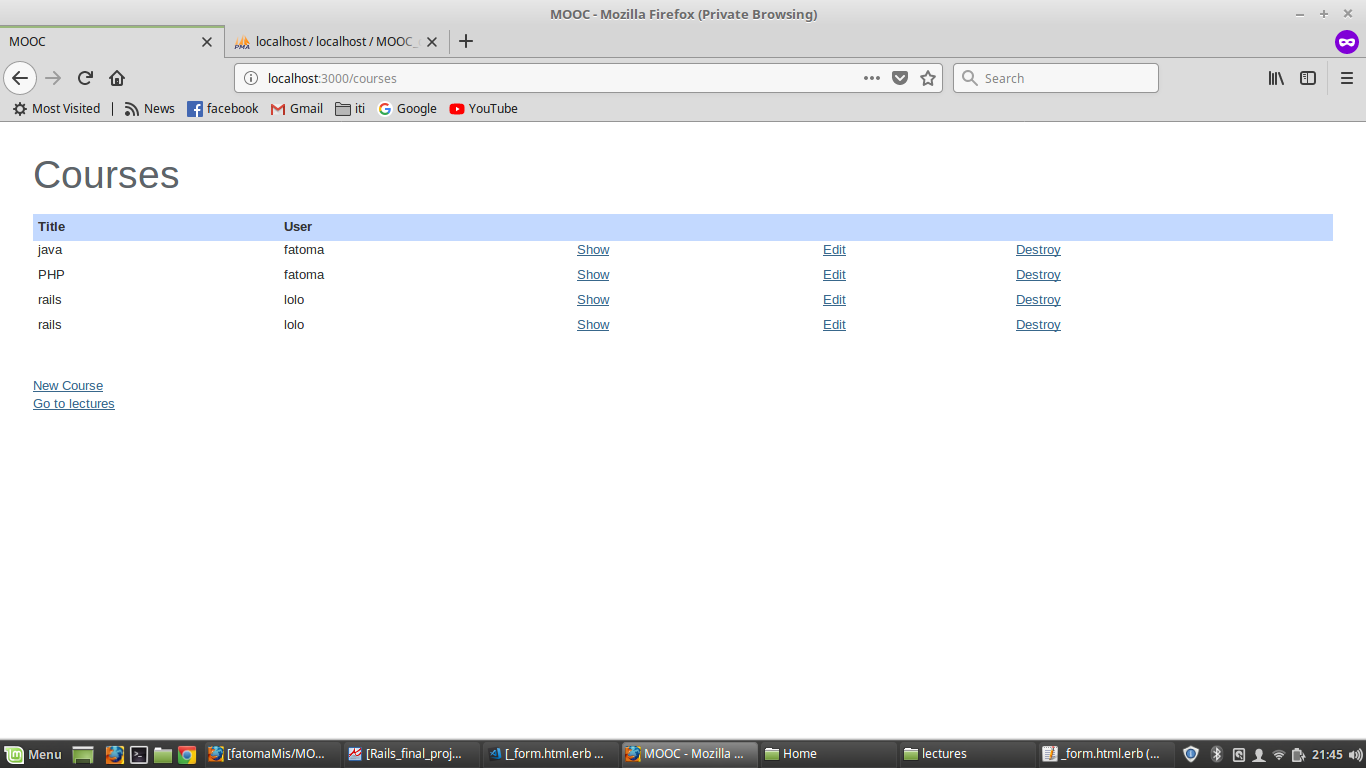 MOOC - Mozilla Firefox (Private Browsing)
MOOC localhost / localhost / MOOC_
localhost:3000/courses Search
Most Visited News facebook Gmail iti Google YouTube
Courses
Title User
java fatoma Show Edit Destroy
PHP fatoma Show Edit Destroy
rails lolo Show Edit Destroy
rails lolo Show Edit Destroy
New Course
Go to lectures
Menu [fatomaMis/MO... [Rails_final_proj... [_form.html.erb ... MOOC - Mozilla ... Home lectures _form.html.erb (... 21:45